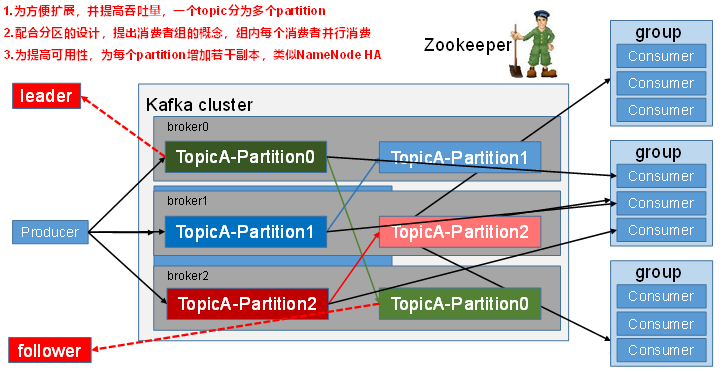 1.为方便扩展，并提高吞吐量，一个topic分为多个partition
2.配合分区的设计，提出消费者组的概念，组内每个消费者并行消费
3.为提高可用性，为每个partition增加若干副本，类似NameNode HA
Zookeeper
leader
Kafka cluster
broker0
TopicA-Partition0
TopicA-Partition1
broker1
Producer
TopicA-Partition1
TopicA-Partition2
broker2
TopicA-Partition2
TopicA-Partition0
follower
group
Consumer
Consumer
Consumer
group
Consumer
Consumer
Consumer
group
Consumer
Consumer
Consumer